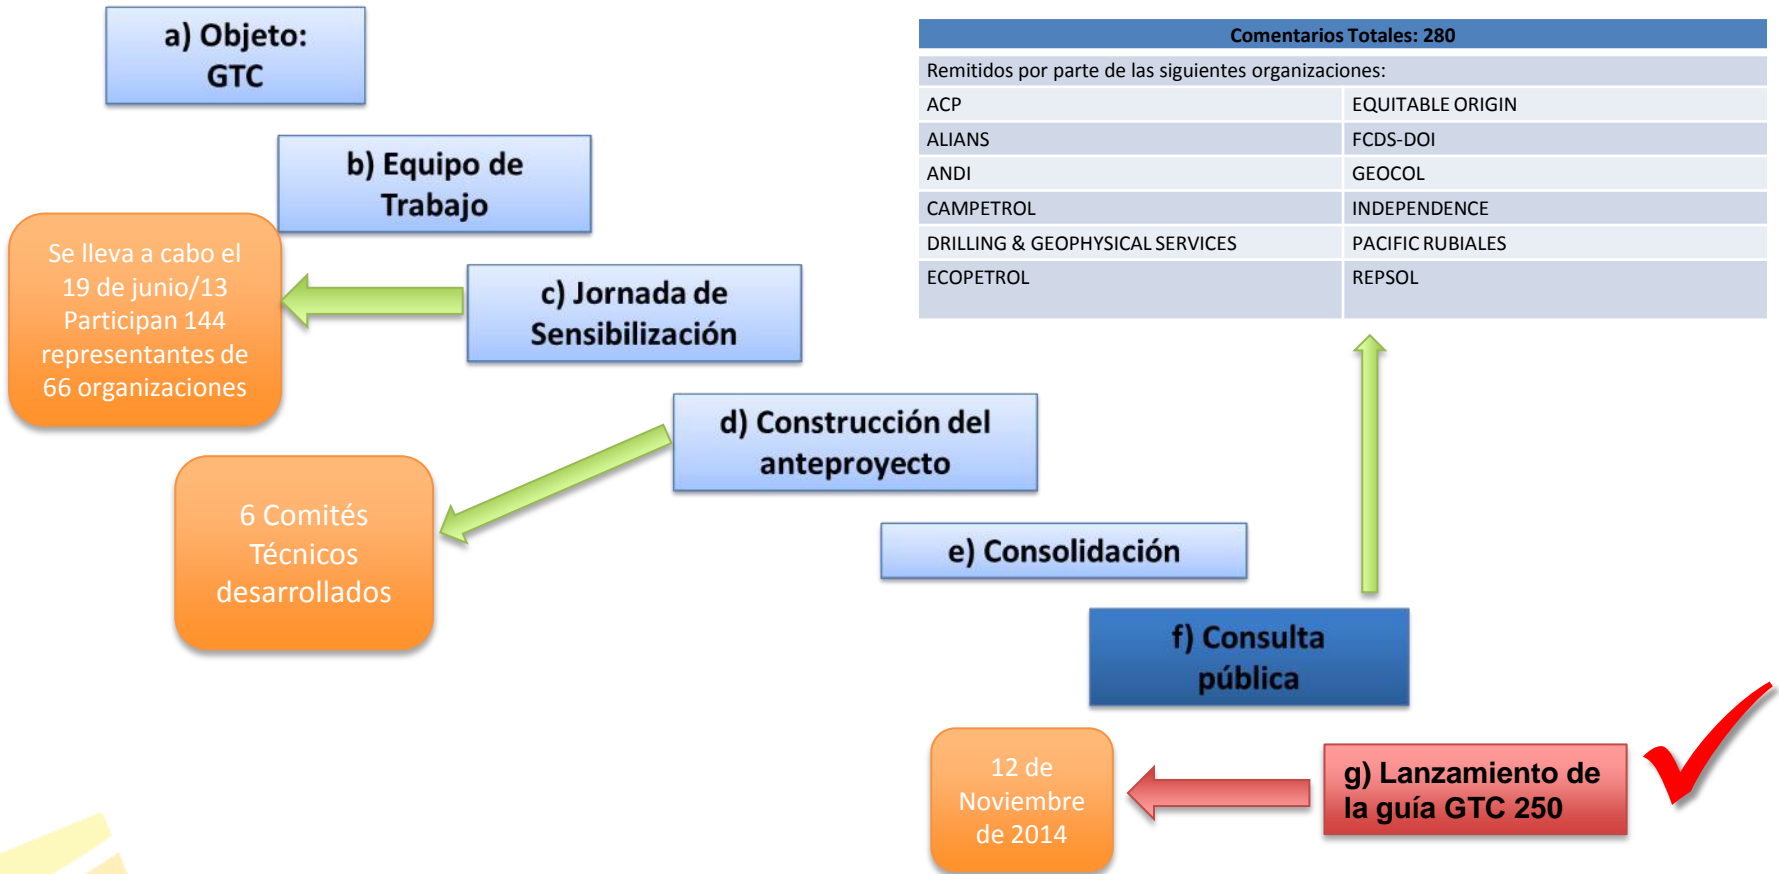 a) Objeto:
GTC
b) Equipo de
Trabajo
Se lleva a cabo el
19 de junio/13
Participan 144
representantes de
66 organizaciones
c) Jornada de
Sensibilización
d) Construcción del
anteproyecto
6 Comités
Técnicos
desarrollados
e) Consolidación
f) Consulta
pública
Comentarios Totales: 280
Remitidos por parte de las siguientes organizaciones:
ACP EQUITABLE ORIGIN
ALIANS FCDS-DOI
ANDI GEOCOL
CAMPETROL INDEPENDENCE
DRILLING & GEOPHYSICAL SERVICES PACIFIC RUBIALES
ECOPETROL REPSOL
g) Lanzamiento de
la guía GTC 250
12 de
Noviembre
de 2014